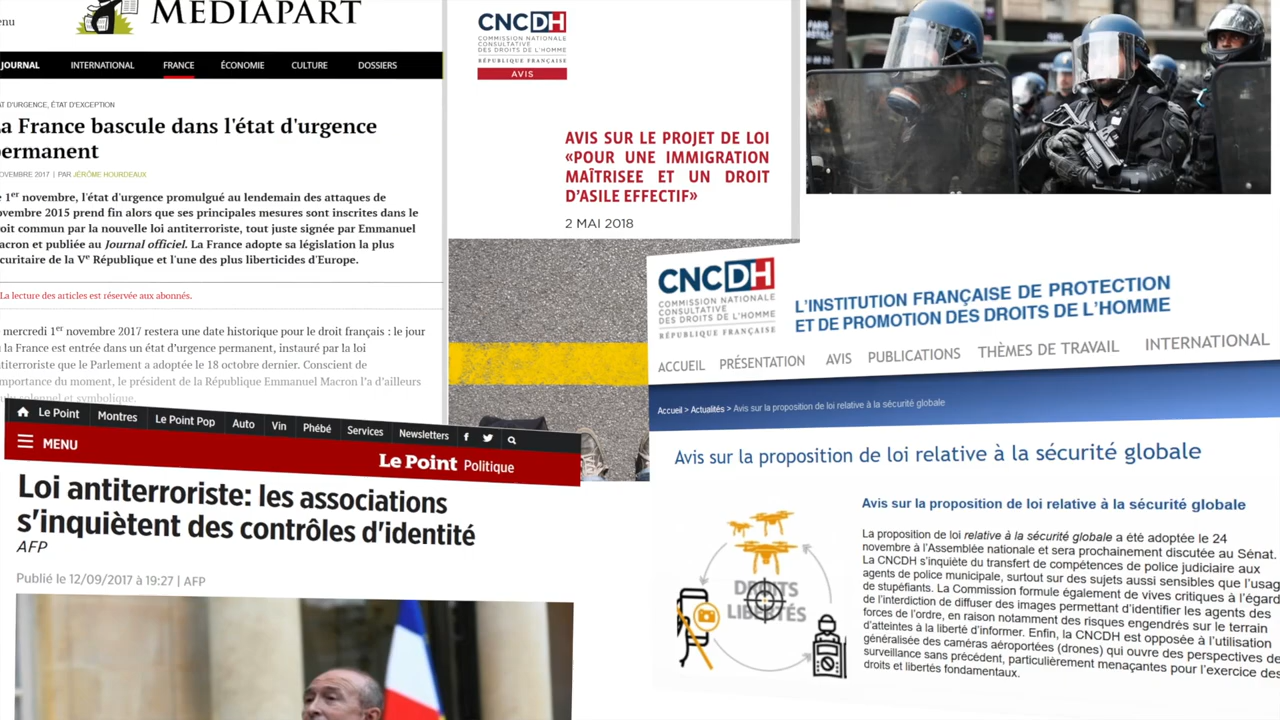 MEDIAPART
enu
JOURNAL INTERNATIONAL FRANCE ÉCONOMIE CULTURE DOSSIERS
AT D'URGENCE, ÉTAT D'EXCEPTION
La France bascule dans l'état d'urgence
permanent
NOVEMBRE 2017 | PAR JÉRÔME HOURDEAUX
e 1er novembre, l'état d'urgence promulgué au lendemain des attaques de
ovembre 2015 prend fin alors que ses principales mesures sont inscrites dans le
roit commun par la nouvelle loi antiterroriste, tout juste signée par Emmanuel
acron et publiée au Journal officiel. La France adopte sa législation la plus
curitaire de la Ve République et l'une des plus liberticides d'Europe.
La lecture des articles est réservée aux abonnés.
mercredi 1er novembre 2017 restera une date historique pour le droit français : le jour
la France est entrée dans un état d'urgence permanent, instauré par la loi
titerroriste que le Parlement a adoptée le 18 octobre dernier. Conscient de
mportance du moment, le président de la République Emmanuel Macron l'a d'ailleurs
solennel et symbolique.
CNCDH
COMMISSION NATIONALE
CONSULTATIVE
DES DROITS DE L'HOMME
RÉPUBLIQUE FRANÇAISE
AVIS
AVIS SUR LE PROJET DE LOI
«POUR UNE IMMIGRATION
MAÎTRISEE ET UN DROIT
D'ASILE EFFECTIF»
2 MAI 2018
CNCDH
COMMISSION NATIONALE
CONSULTATIVE
DES DROITS DE L'HOMME
RÉPUBLIQUE FRANÇAISE
L'INSTITUTION FRANÇAISE DE PROTECTION
ET DE PROMOTION DES DROITS DE L'HOMME
ACCUEIL PRÉSENTATION AVIS PUBLICATIONS THÈMES DE TRAVAIL INTERNATIONAL
Accueil > Actualités > Avis sur la proposition de loi relative à la sécurité globale
Avis sur la proposition de loi relative à la sécurité globale
Avis sur la proposition de loi relative à la sécurité globale
La proposition de loi relative à la sécurité globale a été adoptée le 24
novembre à l'Assemblée nationale et sera prochainement discutée au Sénat.
La CNCDH s'inquiète du transfert de compétences de police judiciaire aux
agents de police municipale, surtout sur des sujets aussi sensibles que l'usag
de stupéfiants. La Commission formule également de vives critiques à l'égard
de l'interdiction de diffuser des images permettant d'identifier les agents des
forces de l'ordre, en raison notamment des risques engendrés sur le terrain
d'atteintes à la liberté d'informer. Enfin, la CNCDH est opposée à l'utilisation
généralisée des caméras aéroportées (drones) qui ouvre des perspectives de
surveillance sans précédent, particulièrement menaçantes pour l'exercice des
droits et libertés fondamentaux.
DROITS
LIBERTÉS
Le Point Montres Le Point Pop Auto Vin Phébé Services Newsletters
MENU
Le Point Politique
Loi antiterroriste: les associations
s'inquiètent des contrôles d'identité
AFP
Publié le 12/09/2017 à 19:27 | AFP